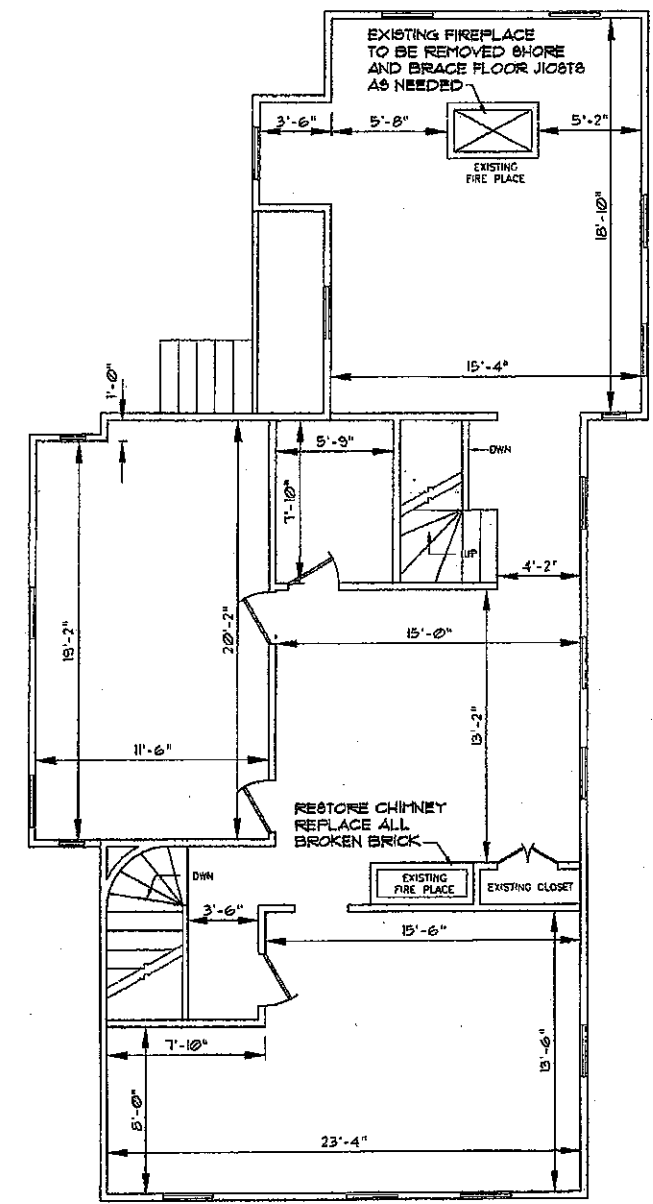 EXISTING FIREPLACE
TO BE REMOVED SHORE
AND BRACE FLOOR JIOSTS
AS NEEDED
3'-6"
5'-8"
5'-2"
EXISTING
FIRE PLACE
18'-10"
15'-4"
1'-0"
5'-9"
DWN
7'-10"
UP
4'-2"
19'-2"
20'-2"
15'-0"
13'-2"
11'-6"
RESTORE CHIMNEY
REPLACE ALL
BROKEN BRICK
DWN
EXISTING
FIRE PLACE
EXISTING CLOSET
3'-6"
15'-6"
7'-10"
13'-6"
8'-0"
23'-4"